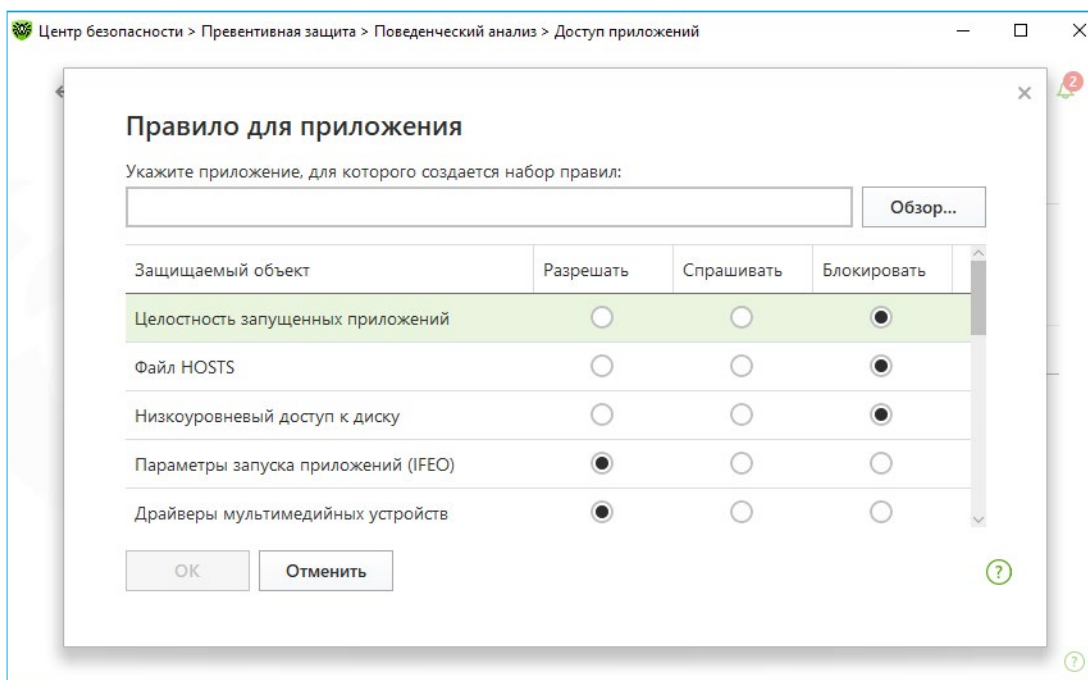 Центр безопасности > Превентивная защита > Поведенческий анализ > Доступ приложений
2
Правило для приложения
Укажите приложение, для которого создается набор правил:
Обзор...
Защищаемый объект Разрешать Спрашивать Блокировать
Целостность запущенных приложений
Файл HOSTS
Низкоуровневый доступ к диску
Параметры запуска приложений (IFEO)
Драйверы мультимедийных устройств
ОК Отменить ?
?